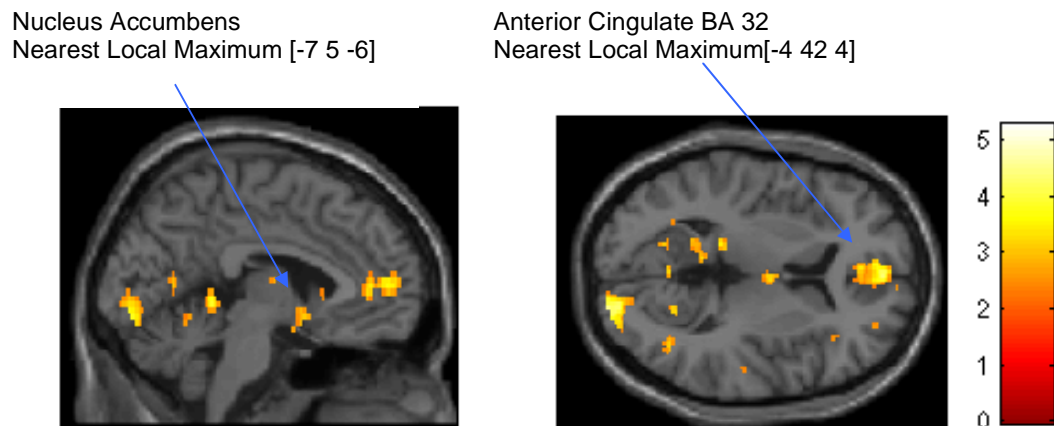 Nucleus Accumbens
Nearest Local Maximum [-7 5 -6]
Anterior Cingulate BA 32
Nearest Local Maximum[-4 42 4]
5
4
3
2
1
0